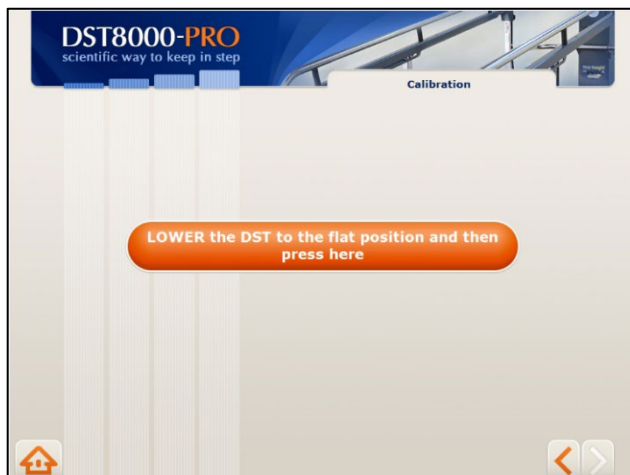 DST8000-PRO
scientific way to keep in step
Calibration
LOWER the DST to the flat position and then
press here